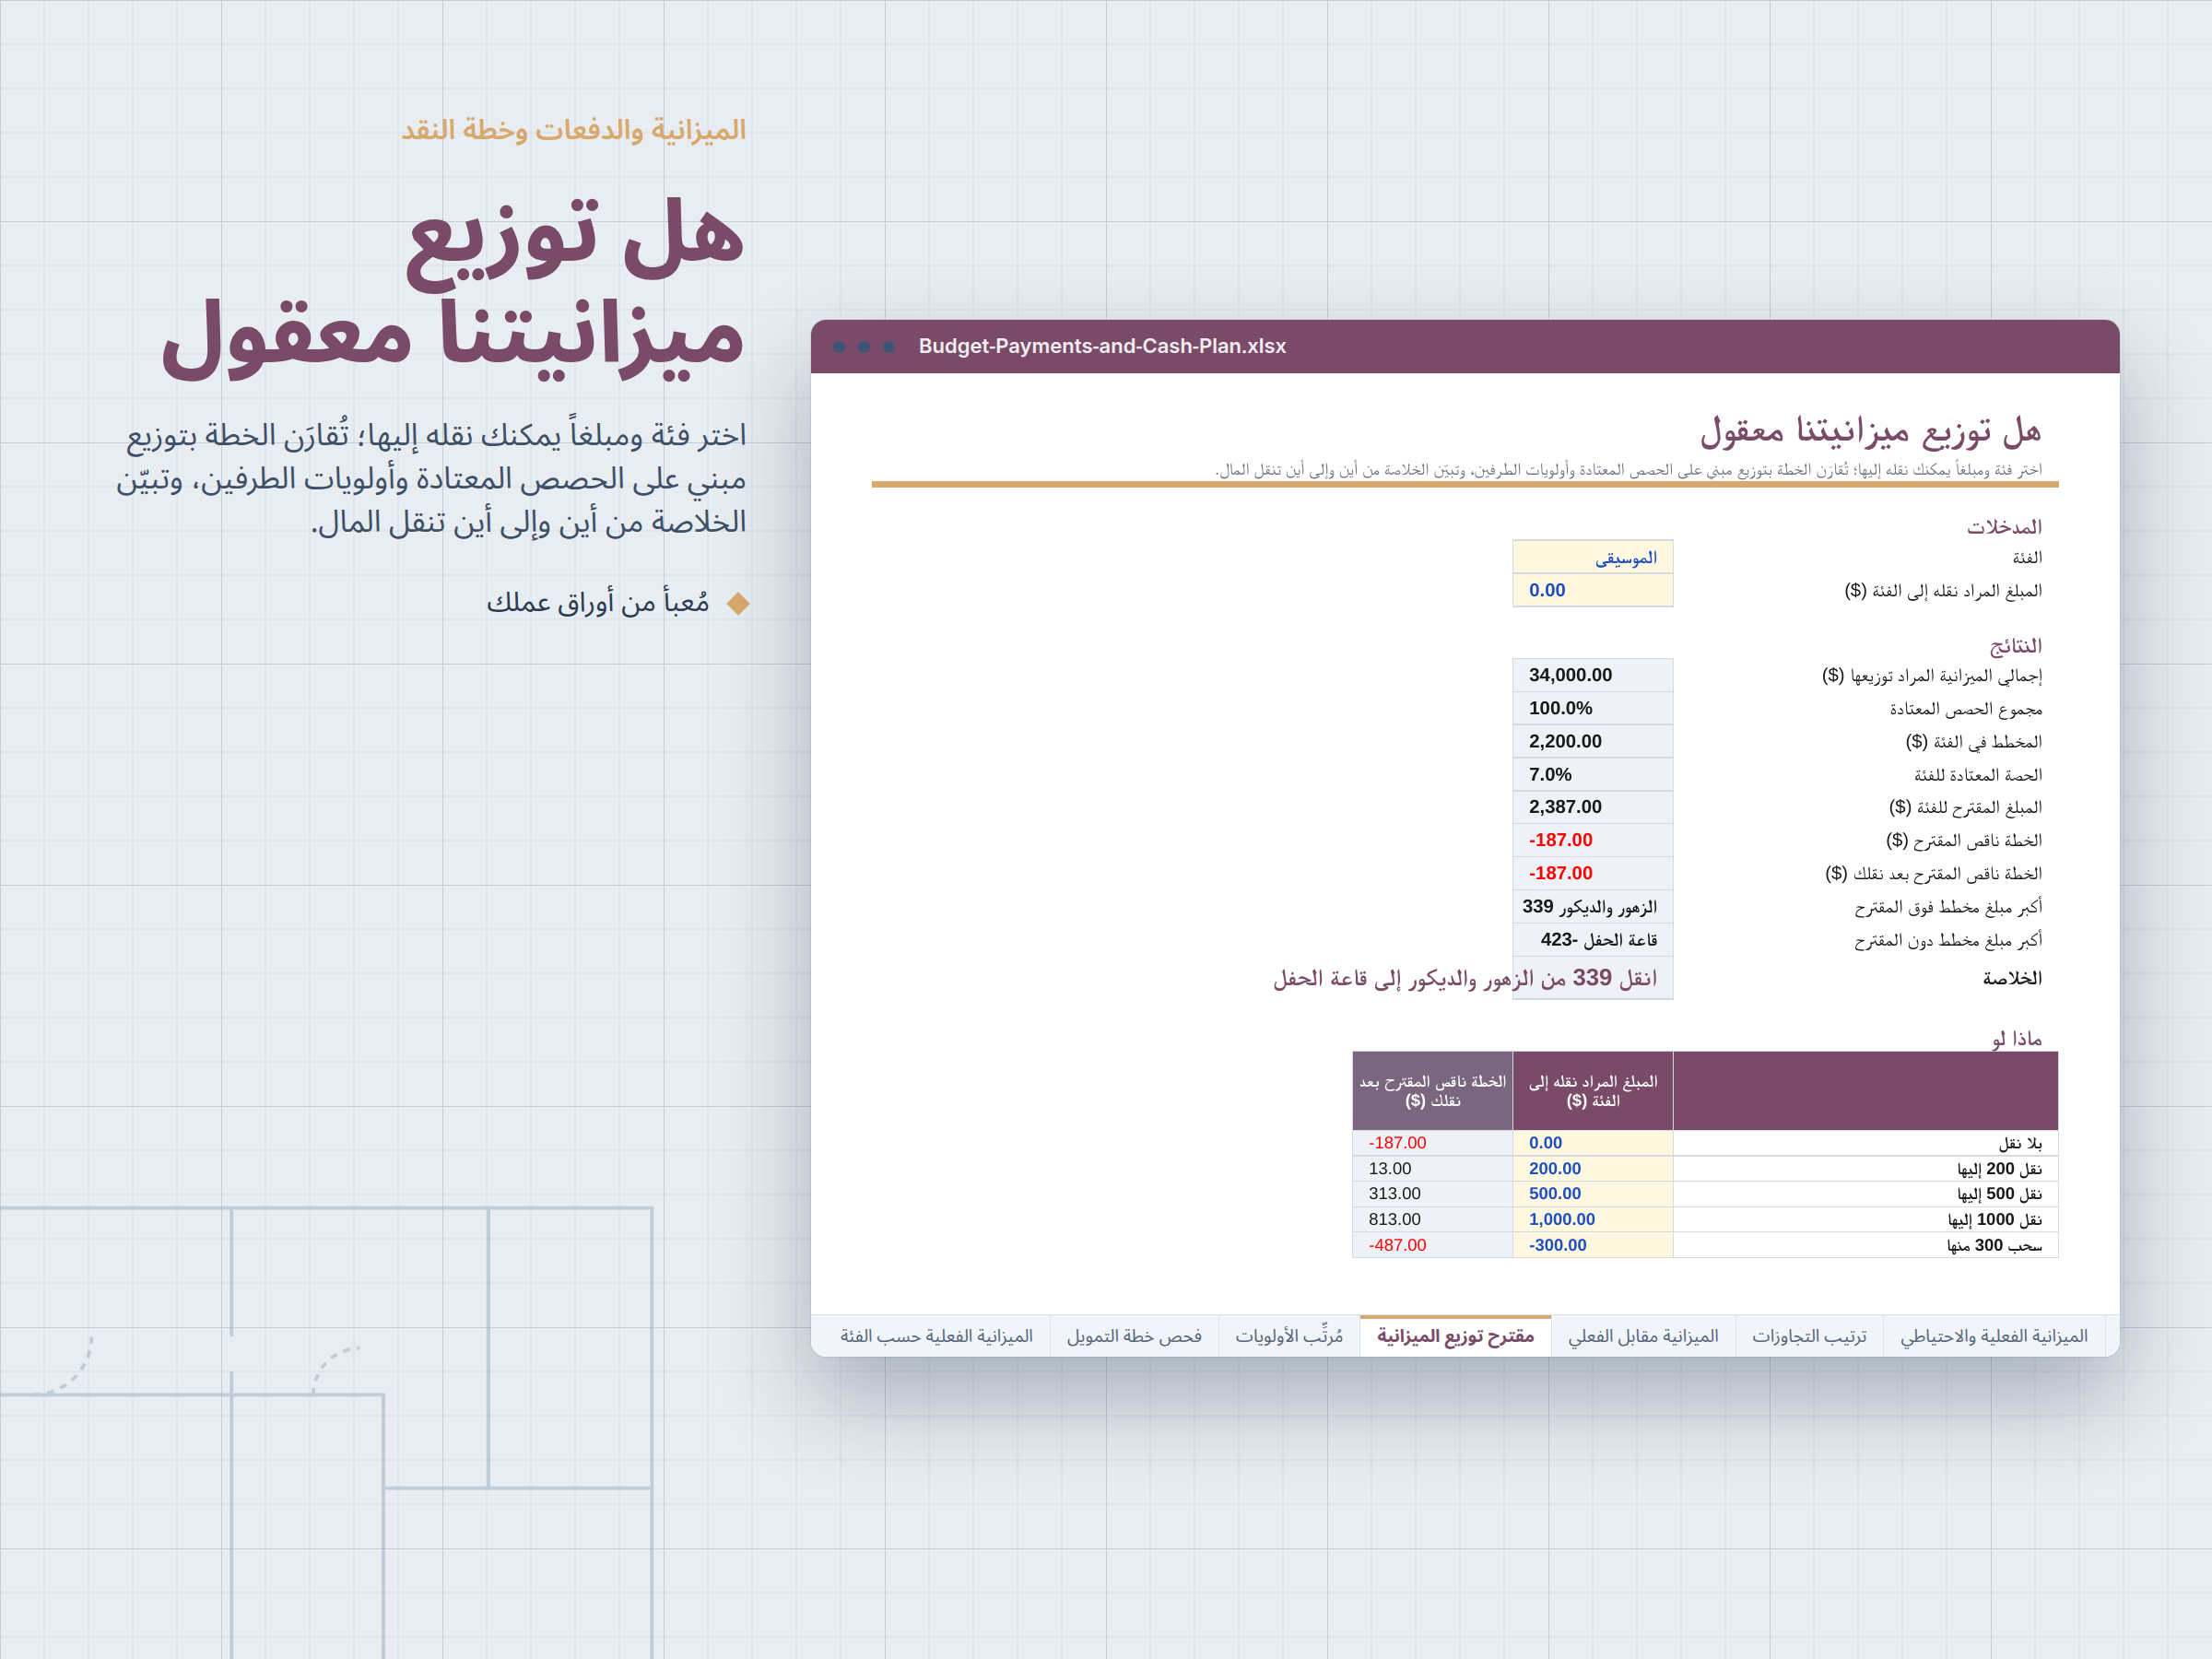 الميزانية والدفعات وخطة النقد
هل توزيع
ميزانيتنا معقول
اختر فئة ومبلغاً يمكنك نقله إليها؛ تُقارَن الخطة بتوزيع
مبني على الحصص المعتادة وأولويات الطرفين، وتبيّن
الخلاصة من أين وإلى أين تنقل المال.
مُعبأ من أوراق عملك
Budget-Payments-and-Cash-Plan.xlsx
هل توزيع ميزانيتنا معقول
اختر فئة ومبلغاً يمكنك نقله إليها؛ تُقارَن الخطة بتوزيع مبني على الحصص المعتادة وأولويات الطرفين، وتبيّن الخلاصة من أين وإلى أين تنقل المال.
المدخلات
الفئة الموسيقى
المبلغ المراد نقله إلى الفئة ($) 0.00
النتائج
إجمالي الميزانية المراد توزيعها ($) 34,000.00
مجموع الحصص المعتادة 100.0%
المخطط في الفئة ($) 2,200.00
الحصة المعتادة للفئة 7.0%
المبلغ المقترح للفئة ($) 2,387.00
الخطة ناقص المقترح ($) -187.00
الخطة ناقص المقترح بعد نقلك ($) -187.00
أكبر مبلغ مخطط فوق المقترح الزهور والديكور 339
أكبر مبلغ مخطط دون المقترح قاعة الحفل -423
الخلاصة انقل 339 من الزهور والديكور إلى قاعة الحفل
ماذا لو
المبلغ المراد نقله إلى الفئة ($) الخطة ناقص المقترح بعد نقلك ($)
بلا نقل 0.00 -187.00
نقل 200 إليها 200.00 13.00
نقل 500 إليها 500.00 313.00
نقل 1000 إليها 1,000.00 813.00
سحب 300 منها -300.00 -487.00
الميزانية الفعلية والاحتياطي ترتيب التجاوزات الميزانية مقابل الفعلي مقترح توزيع الميزانية مُرتِّب الأولويات فحص خطة التمويل الميزانية الفعلية حسب الفئة